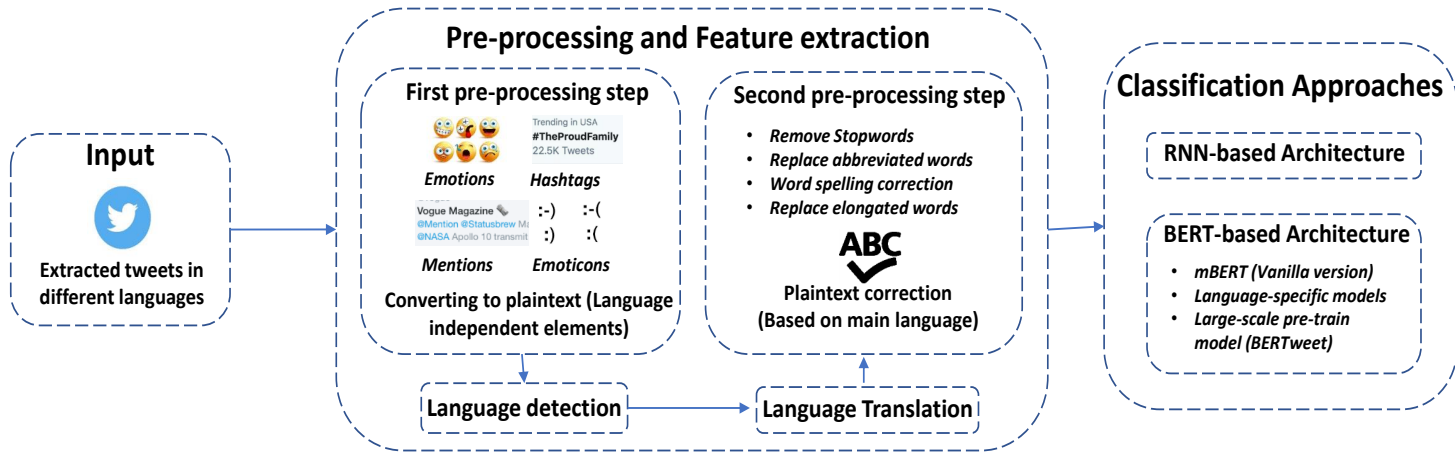 Input
Extracted tweets in
different languages
Pre-processing and Feature extraction
First pre-processing step
Trending in USA
#TheProudFamily
22.5K Tweets
Emotions
Hashtags
Vogue Magazine
@Mention @Statusbrew Ma
@NASA Apollo 10 transmit
:-) :-(
:) :(
Mentions
Emoticons
Converting to plaintext (Language
independent elements)
Language detection
Second pre-processing step
• Remove Stopwords
• Replace abbreviated words
• Word spelling correction
• Replace elongated words
ABC
Plaintext correction
(Based on main language)
Language Translation
Classification Approaches
RNN-based Architecture
BERT-based Architecture
• mBERT (Vanilla version)
• Language-specific models
• Large-scale pre-train
model (BERTweet)